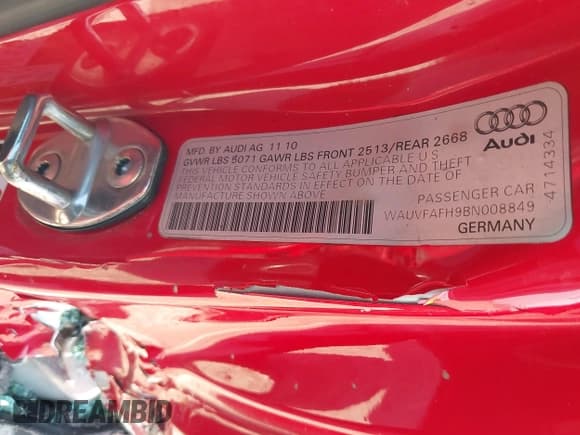 MFD. BY AUDI AG 11 10
GVWR LBS 5071 GAWR LBS FRONT 2513/REAR 2668
THIS VEHICLE CONFORMS TO ALL APPLICABLE U S
FEDERAL MOTOR VEHICLE SAFETY, BUMPER AND THEFT
PREVENTION STANDARDS IN EFFECT ON THE DATE OF
MANUFACTURE SHOWN ABOVE
PASSENGER CAR
WAUVFAFH9BN008849
GERMANY
Audi
4714334
DREAMBID